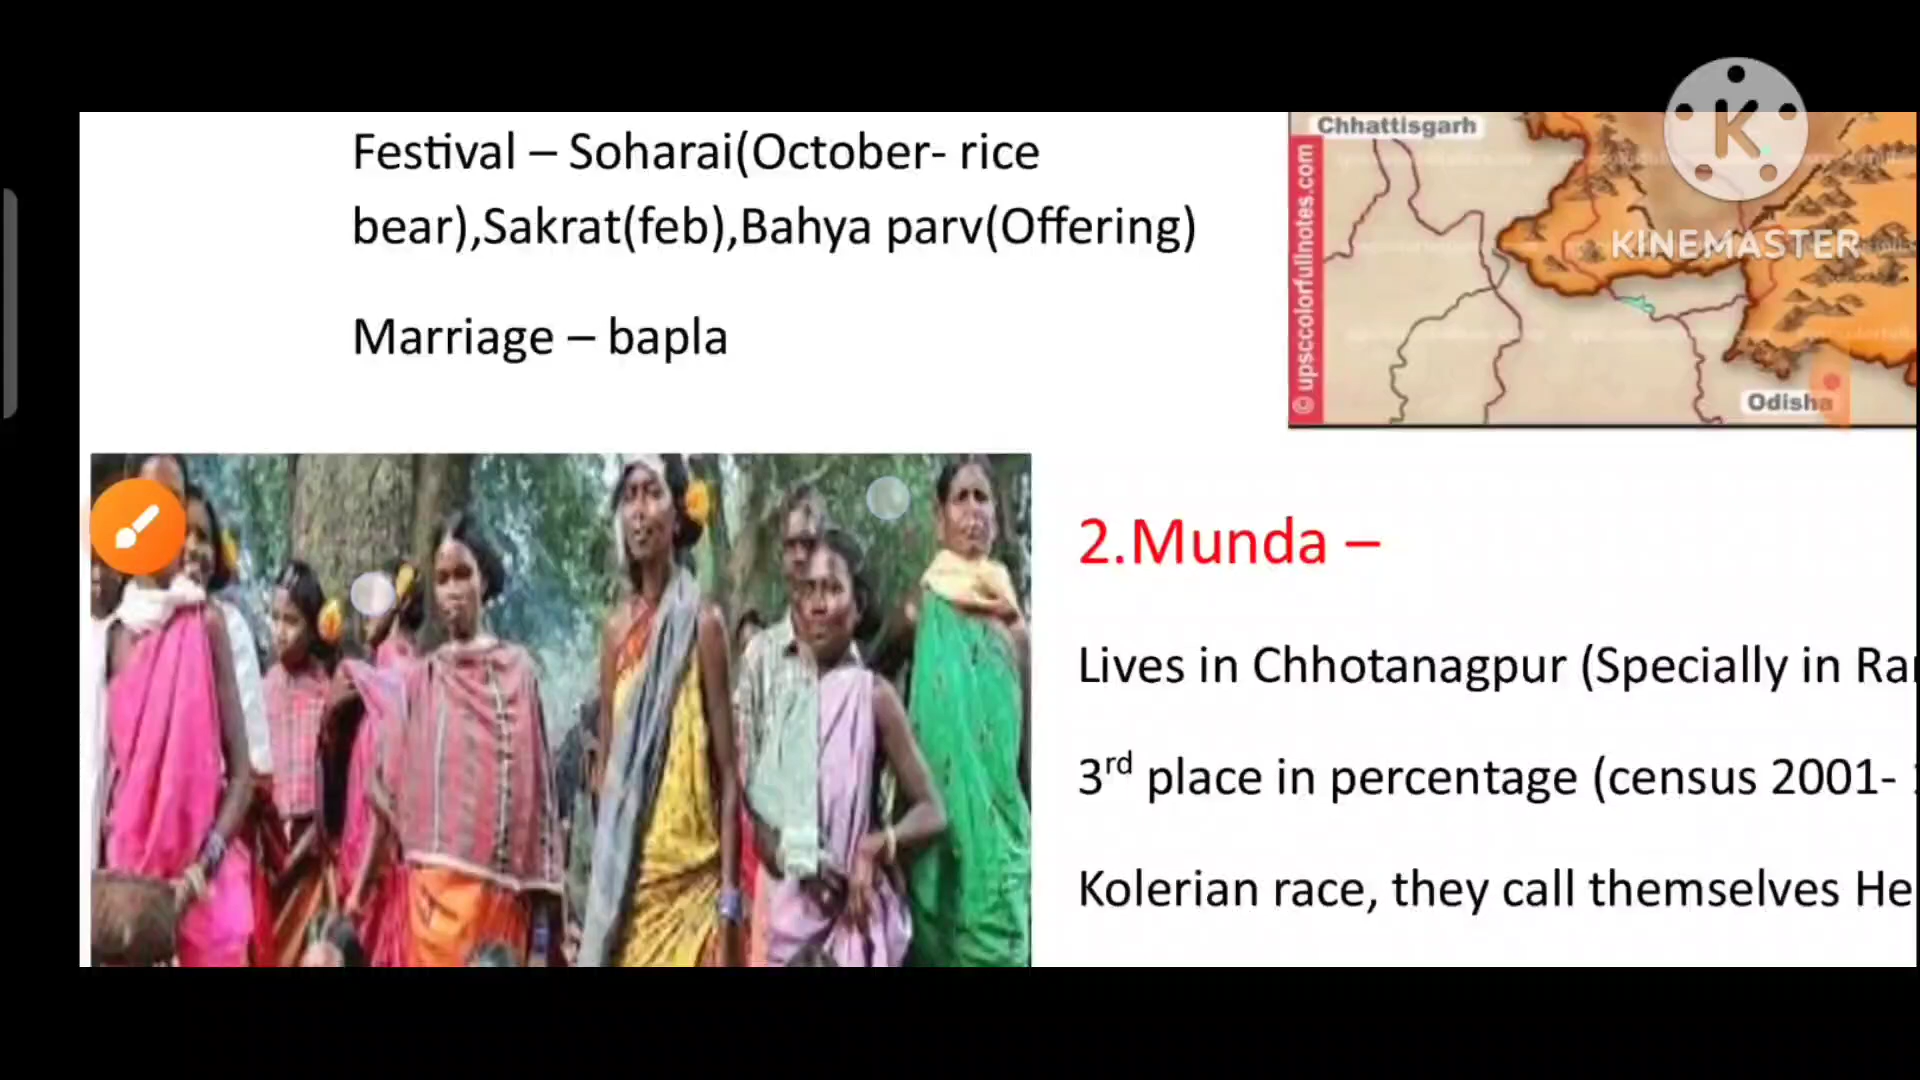 Festival – Soharai(October- rice
bear),Sakrat(feb),Bahya parv(Offering)
Marriage – bapla
Chhattisgarh
© upsccolorfullnotes.com
K
KINEMASTER
Odisha
2.Munda –
Lives in Chhotanagpur (Specially in Ra
3rd place in percentage (census 2001-
Kolerian race, they call themselves He